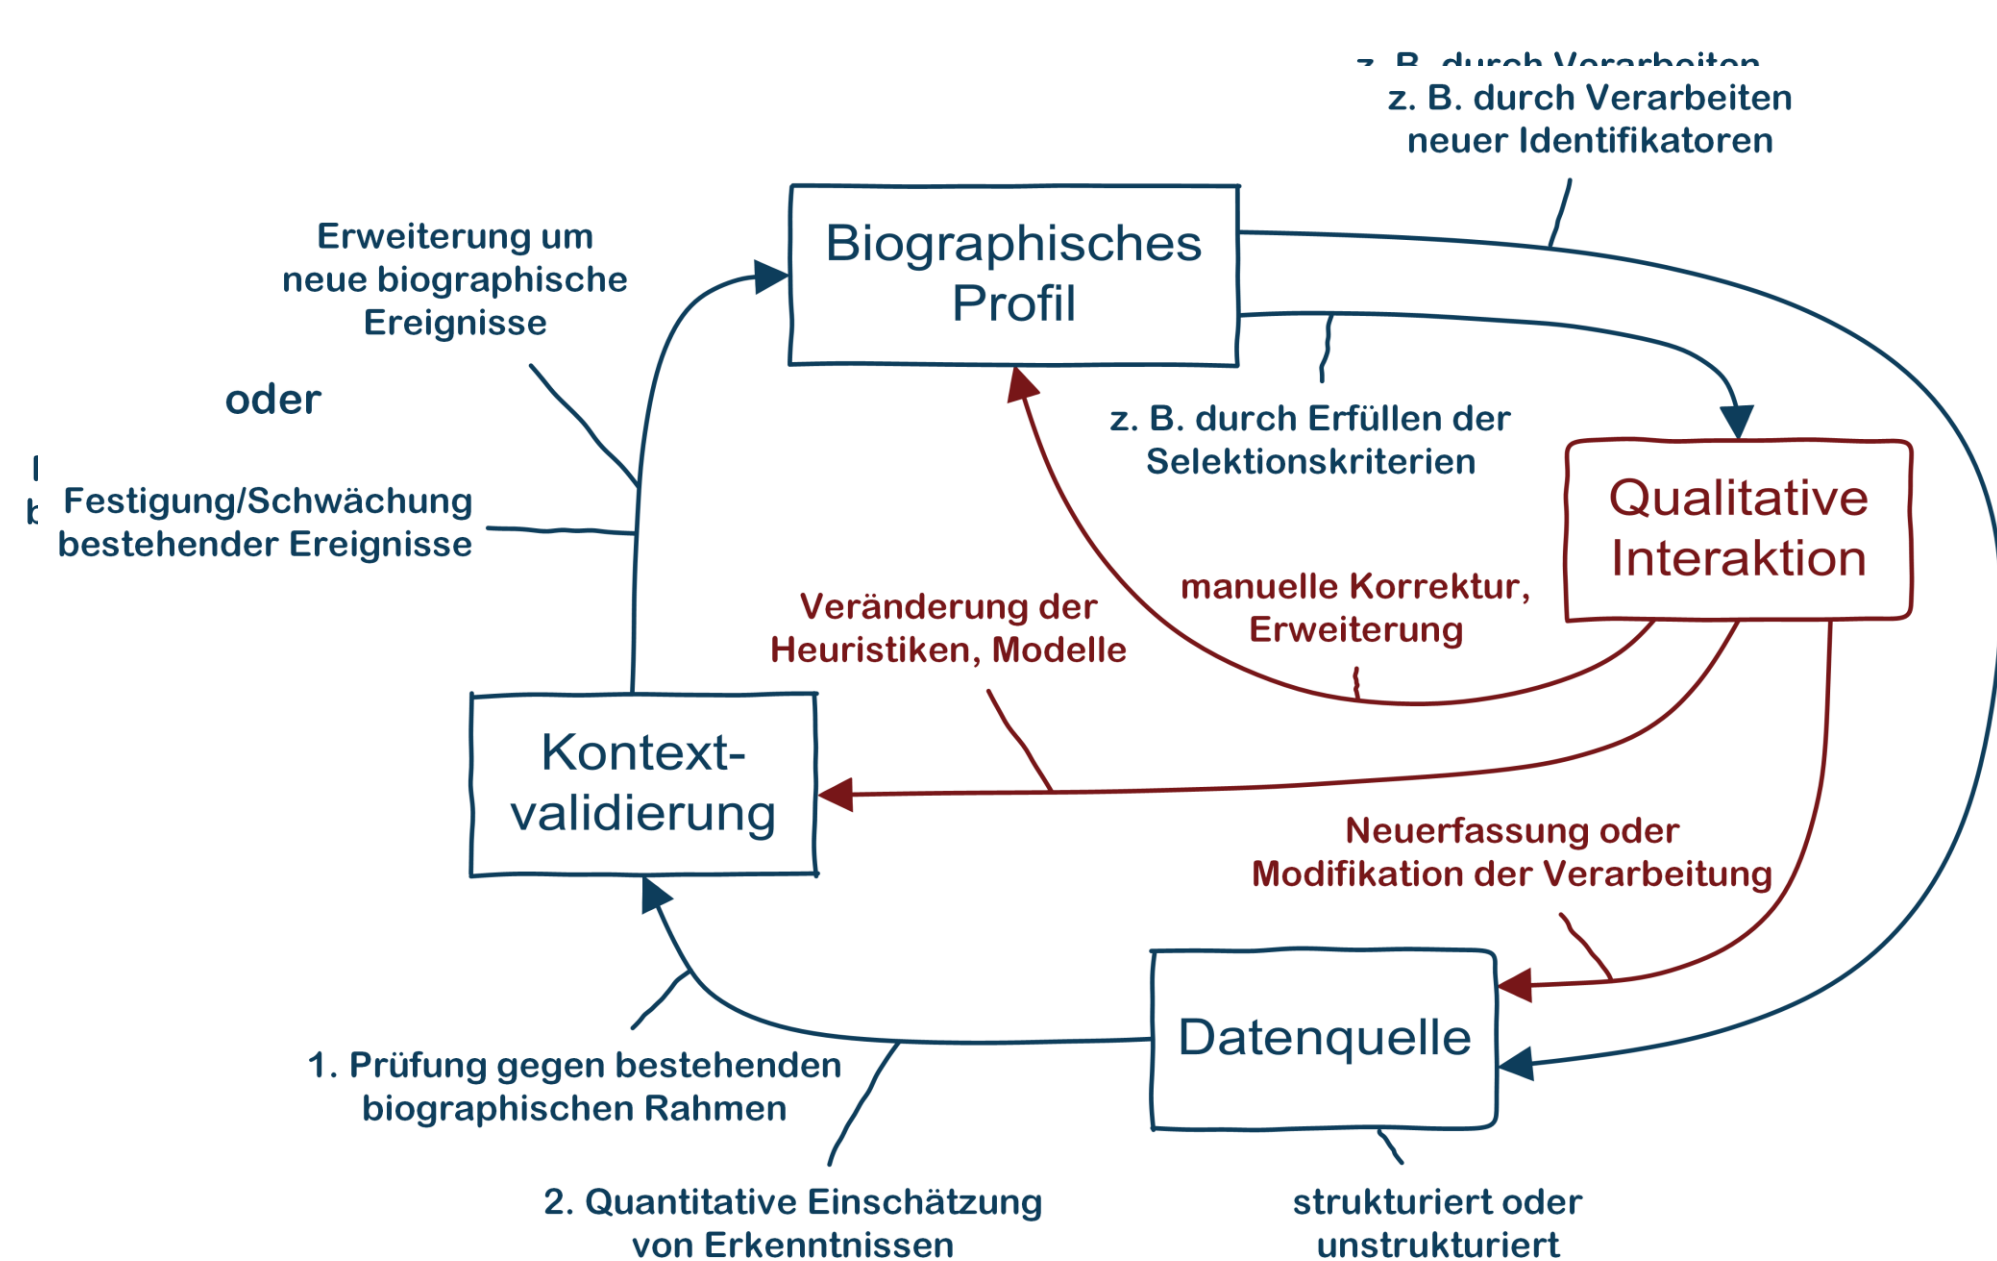 z. B. durch Verarbeiten
z. B. durch Verarbeiten
neuer Identifikatoren
Biographisches
Profil
Erweiterung um
neue biographische
Ereignisse
oder
Festigung/Schwächung
bestehender Ereignisse
z. B. durch Erfüllen der
Selektionskriterien
Qualitative
Interaktion
manuelle Korrektur,
Erweiterung
Veränderung der
Heuristiken, Modelle
Kontext-
validierung
Neuerfassung oder
Modifikation der Verarbeitung
Datenquelle
1. Prüfung gegen bestehenden
biographischen Rahmen
2. Quantitative Einschätzung
von Erkenntnissen
strukturiert oder
unstrukturiert